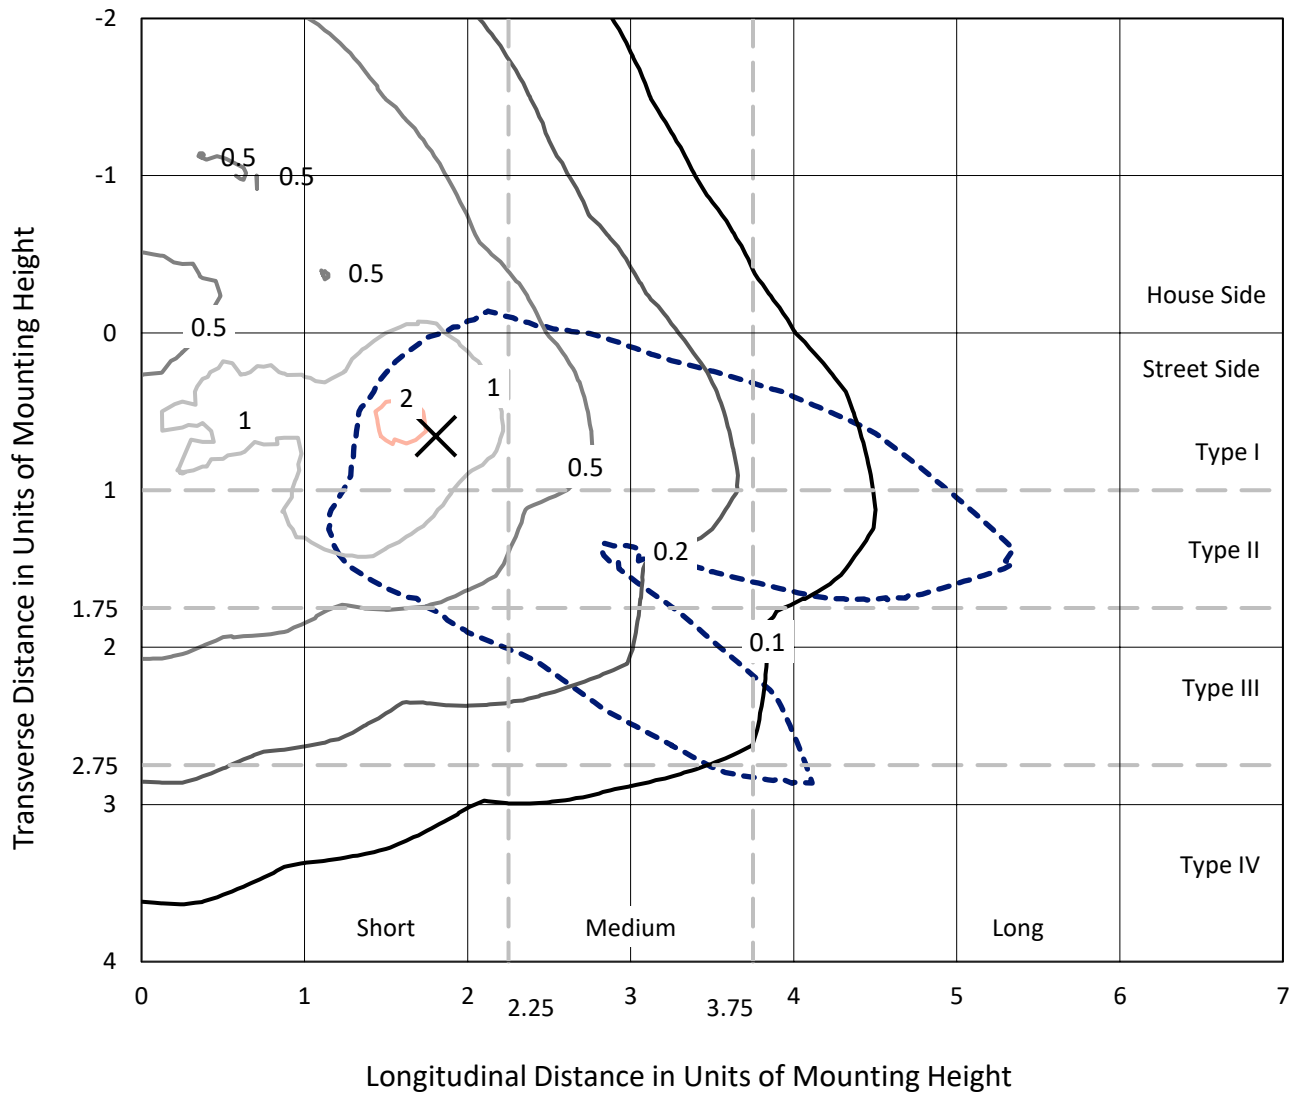 -2
0.5
-1
0.5
0.5
House Side
0.5
0
Street Side
1
2
1
Type I
0.5
1
0.2
Type II
1.75
0.1
2
Type III
2.75
3
Type IV
Short
Medium
Long
4
0
1
2
2.25
3
3.75
4
5
6
7
Transverse Distance in Units of Mounting Height
Longitudinal Distance in Units of Mounting Height